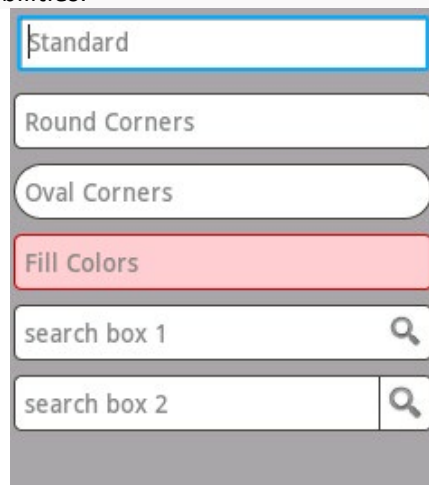 Standard
Round Corners
Oval Corners
Fill Colors
search box 1
search box 2